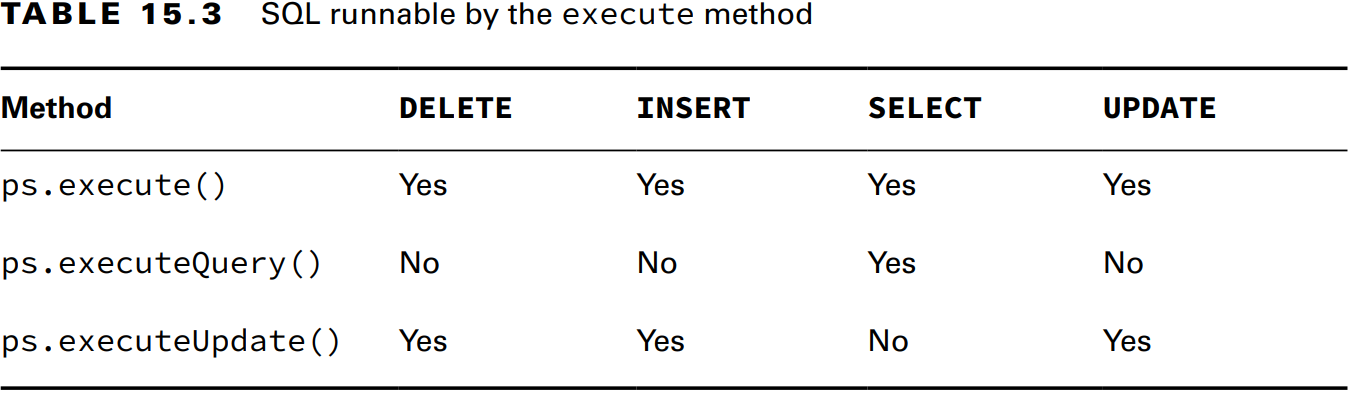 TABLE 15.3 SQL runnable by the execute method
Method DELETE INSERT SELECT UPDATE
ps.execute() Yes Yes Yes Yes
ps.executeQuery() No No Yes No
ps.executeUpdate() Yes Yes No Yes